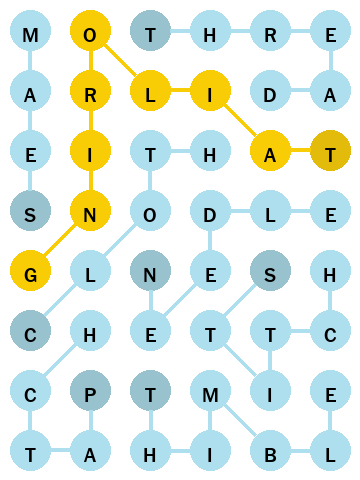 M O T H R E
A R L I D A
E I T H A T
S N O D L E
G L N E S H
C H E T T C
C P T M I E
T A H I B L